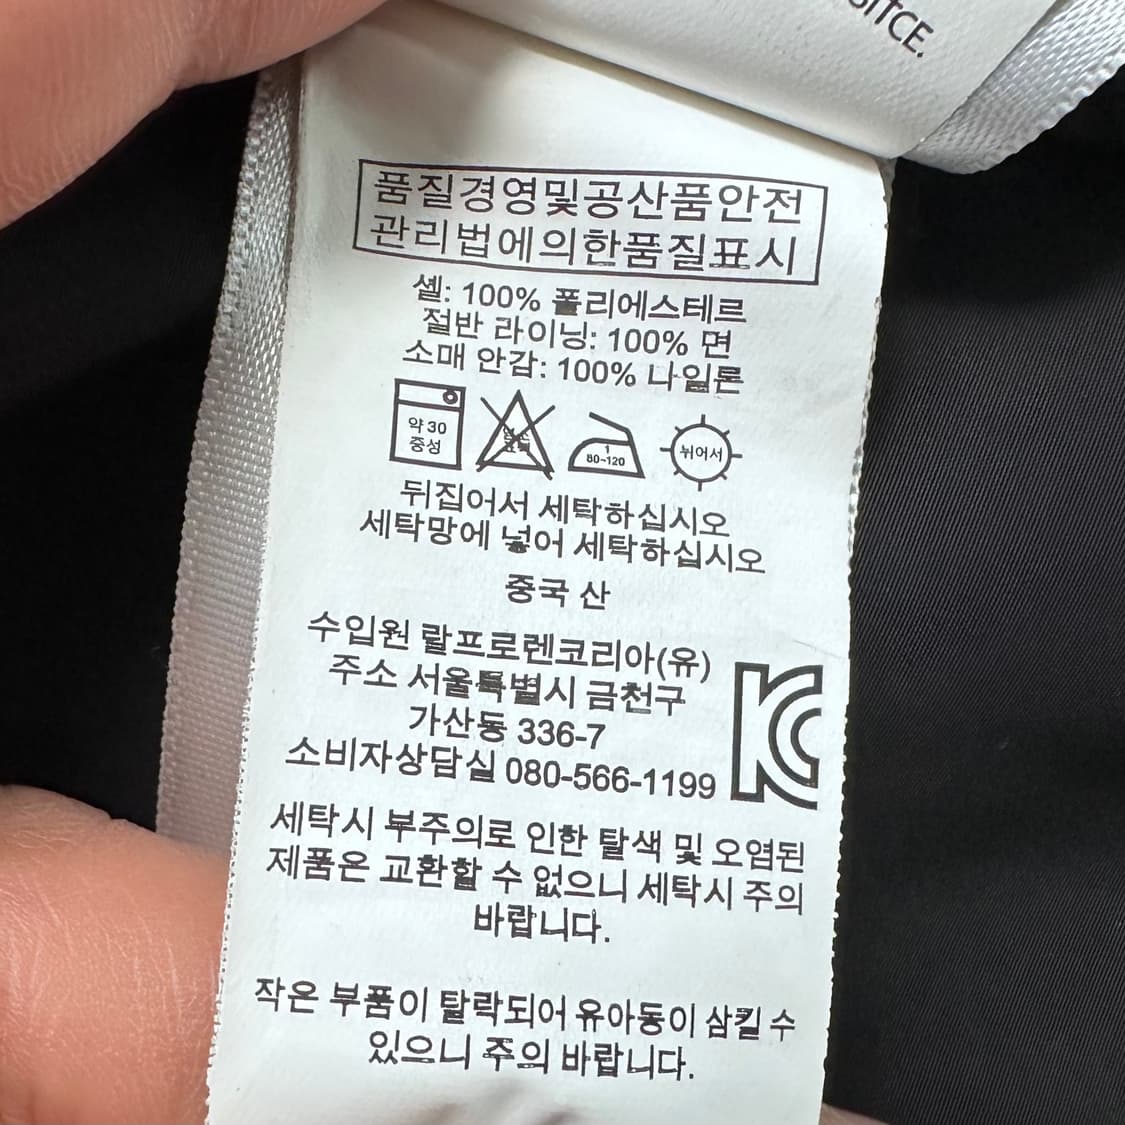 SITCE.
품질경영및공산품안전
관리법에의한품질표시
셸: 100% 폴리에스테르
절반 라이닝: 100% 면
소매 안감: 100% 나일론
약 30
중성
1
80~120
뉘어서
뒤집어서 세탁하십시오
세탁망에 넣어 세탁하십시오
중국 산
수입원 랄프로렌코리아(유)
주소 서울특별시 금천구
가산동 336-7
소비자상담실 080-566-1199
세탁시 부주의로 인한 탈색 및 오염된
제품은 교환할 수 없으니 세탁시 주의
바랍니다.
작은 부품이 탈락되어 유아동이 삼킬 수
있으니 주의 바랍니다.